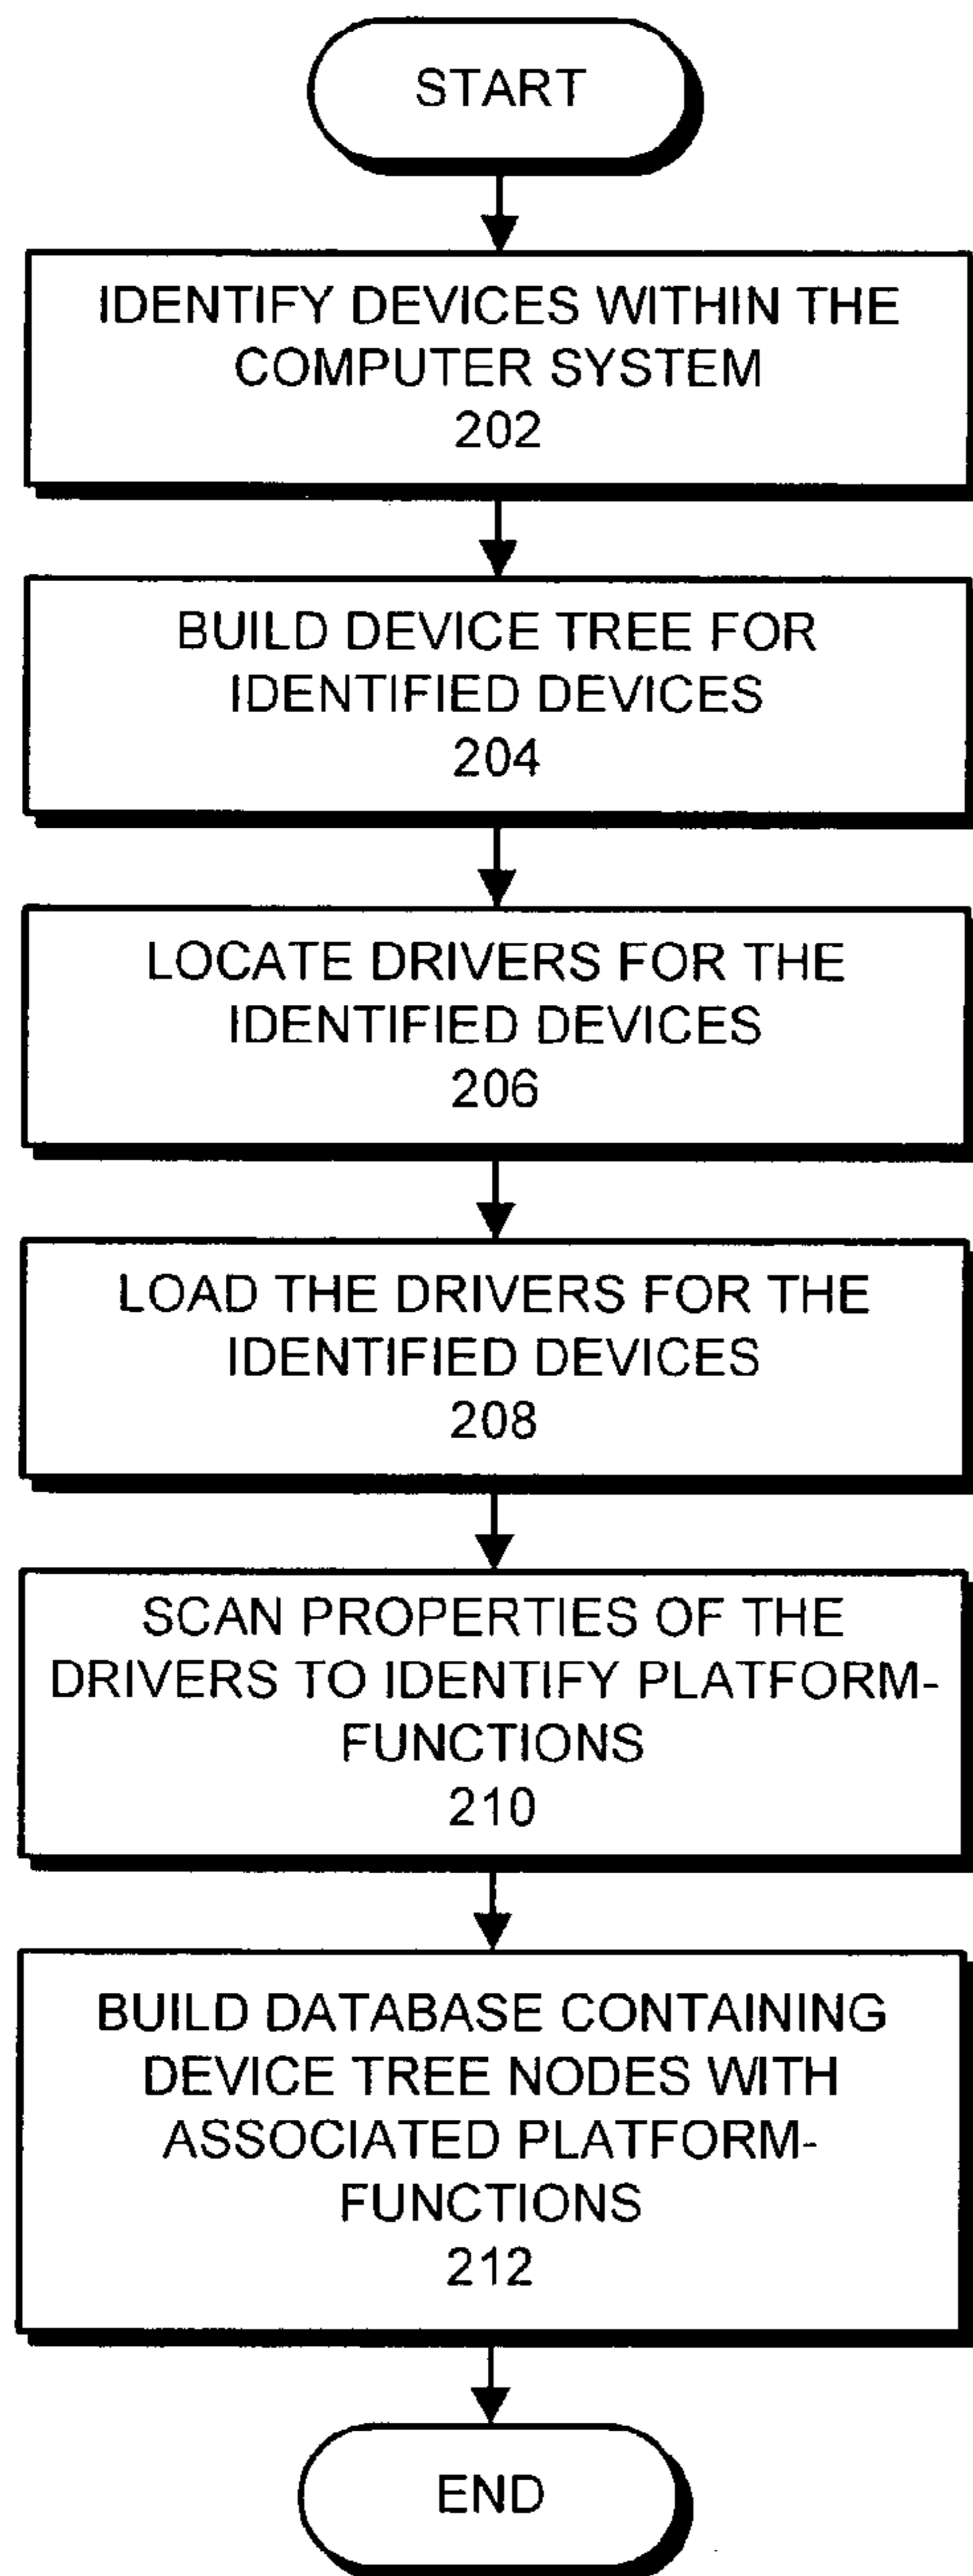 START
IDENTIFY DEVICES WITHIN THE
COMPUTER SYSTEM
202
BUILD DEVICE TREE FOR
IDENTIFIED DEVICES
204
LOCATE DRIVERS FOR THE
IDENTIFIED DEVICES
206
LOAD THE DRIVERS FOR THE
IDENTIFIED DEVICES
208
SCAN PROPERTIES OF THE
DRIVERS TO IDENTIFY PLATFORM-
FUNCTIONS
210
BUILD DATABASE CONTAINING
DEVICE TREE NODES WITH
ASSOCIATED PLATFORM-
FUNCTIONS
212
END